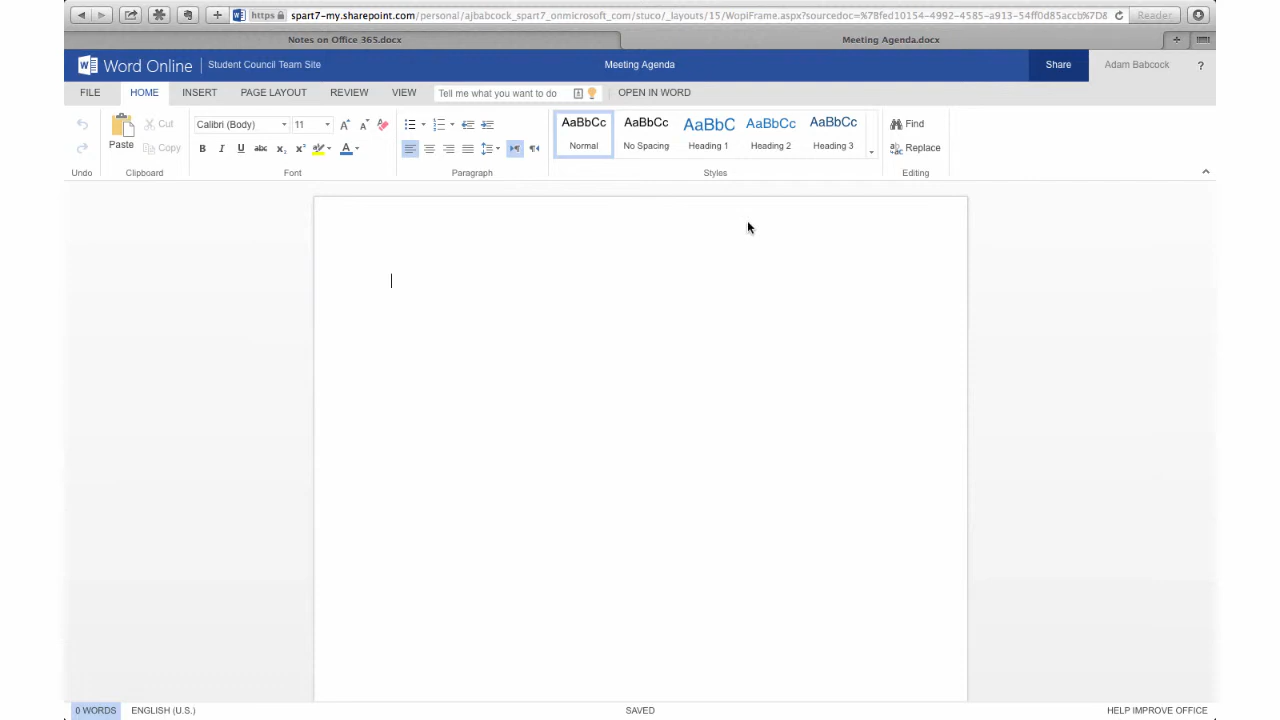 https spart7-my.sharepoint.com/personal/ajbabcock_spart7_onmicrosoft_com/stuco/_layouts/15/WopiFrame.aspx?sourcedoc=%7Bfed10154-4992-4585-a913-54ff0d85accb%7D& Reader
Notes on Office 365.docx Meeting Agenda.docx
Word Online Student Council Team Site Meeting Agenda Share Adam Babcock ?
FILE HOME INSERT PAGE LAYOUT REVIEW VIEW Tell me what you want to do OPEN IN WORD
Paste Cut Calibri (Body) 11 AaBbCc AaBbCc AaBbC AaBbCc AaBbCc Find
Copy B I U abc x₂ x² A Normal No Spacing Heading 1 Heading 2 Heading 3 Replace
Undo Clipboard Font Paragraph Styles Editing
0 WORDS ENGLISH (U.S.) SAVED HELP IMPROVE OFFICE